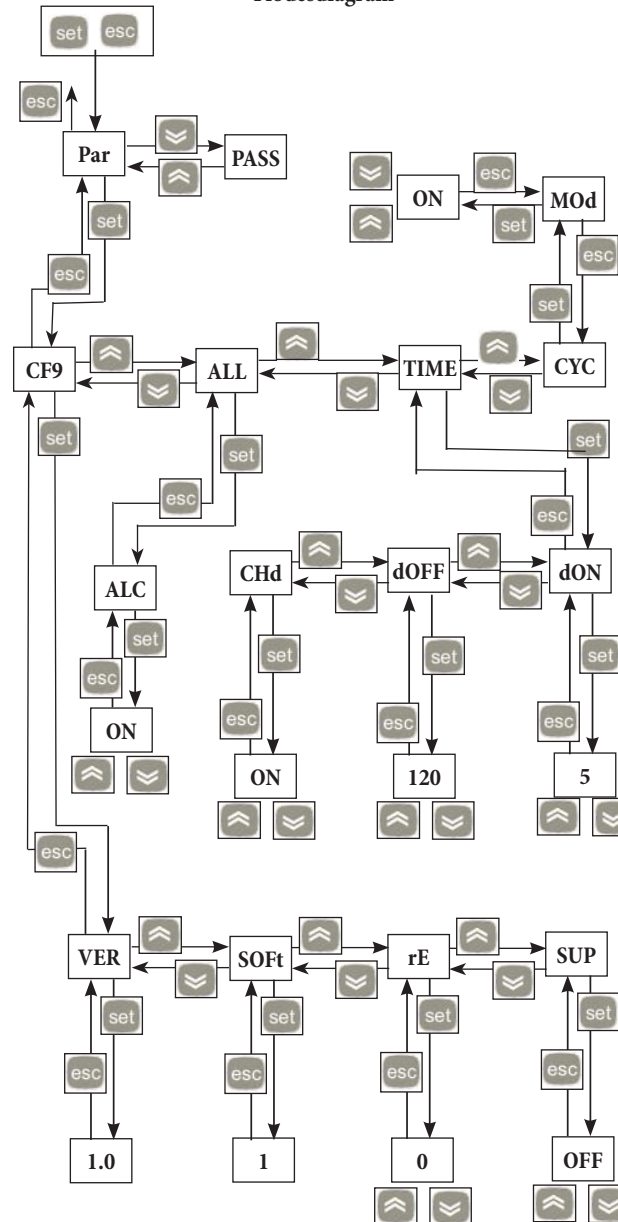 Modesdiagram
set esc
esc
Par
PASS
set
esc
ON
esc
MOd
set
esc
set
CF9
ALL
TIME
CYC
set
set
set
esc
esc
ALC
CHd
dOFF
dON
set
set
set
set
esc
esc
esc
esc
ON
ON
120
5
esc
VER
SOFt
rE
SUP
set
set
set
set
esc
esc
esc
esc
1.0
1
0
OFF